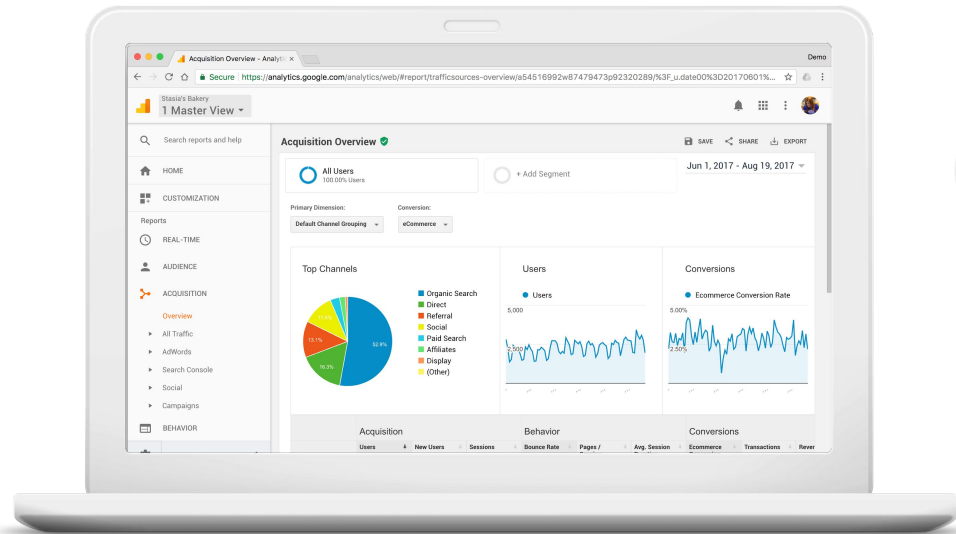 Acquisition Overview - Analytic
Demo
Secure https://analytics.google.com/analytics/web/#report/trafficsources-overview/a54516992w87479473p92320289/%3F_u.date00%3D20170601%...
Stasia's Bakery
1 Master View
Search reports and help
Acquisition Overview
SAVE SHARE EXPORT
HOME
All Users
100.00% Users
+ Add Segment
Jun 1, 2017 - Aug 19, 2017
CUSTOMIZATION
Primary Dimension: Conversion:
Default Channel Grouping eCommerce
Reports
REAL-TIME
AUDIENCE
ACQUISITION
Overview
All Traffic
AdWords
Search Console
Social
Campaigns
BEHAVIOR
Top Channels
Organic Search
Direct
Referral
Social
Paid Search
Affiliates
Display
(Other)
52.8%
16.3%
13.1%
Users
Users
5,000
2,500
Conversions
Ecommerce Conversion Rate
5.00%
2.50%
Acquisition Behavior Conversions
Users New Users Sessions Bounce Rate Pages / Avg. Session Ecommerce Transactions Rever